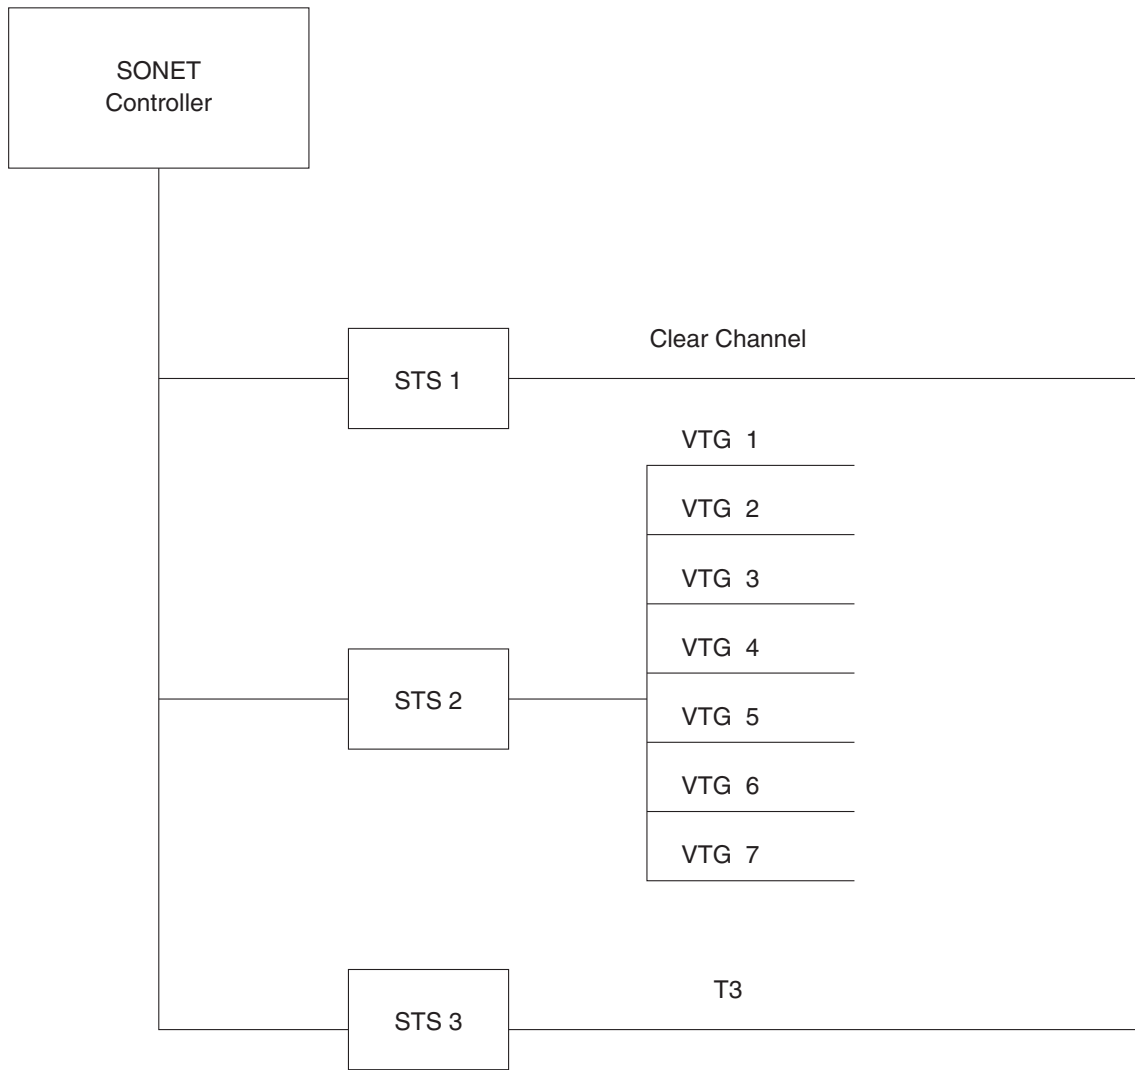 SONET
Controller
Clear Channel
STS 1
VTG 1
VTG 2
VTG 3
VTG 4
STS 2
VTG 5
VTG 6
VTG 7
T3
STS 3